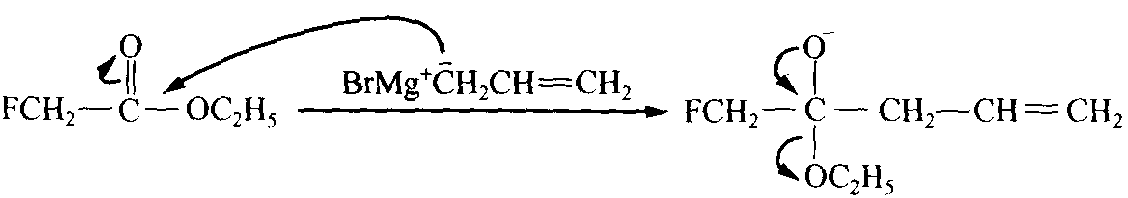 O O⁻
BrMg⁺C̄H₂CH=CH₂
FCH₂—C—OC₂H₅ FCH₂—C—CH₂—CH=CH₂
OC₂H₅